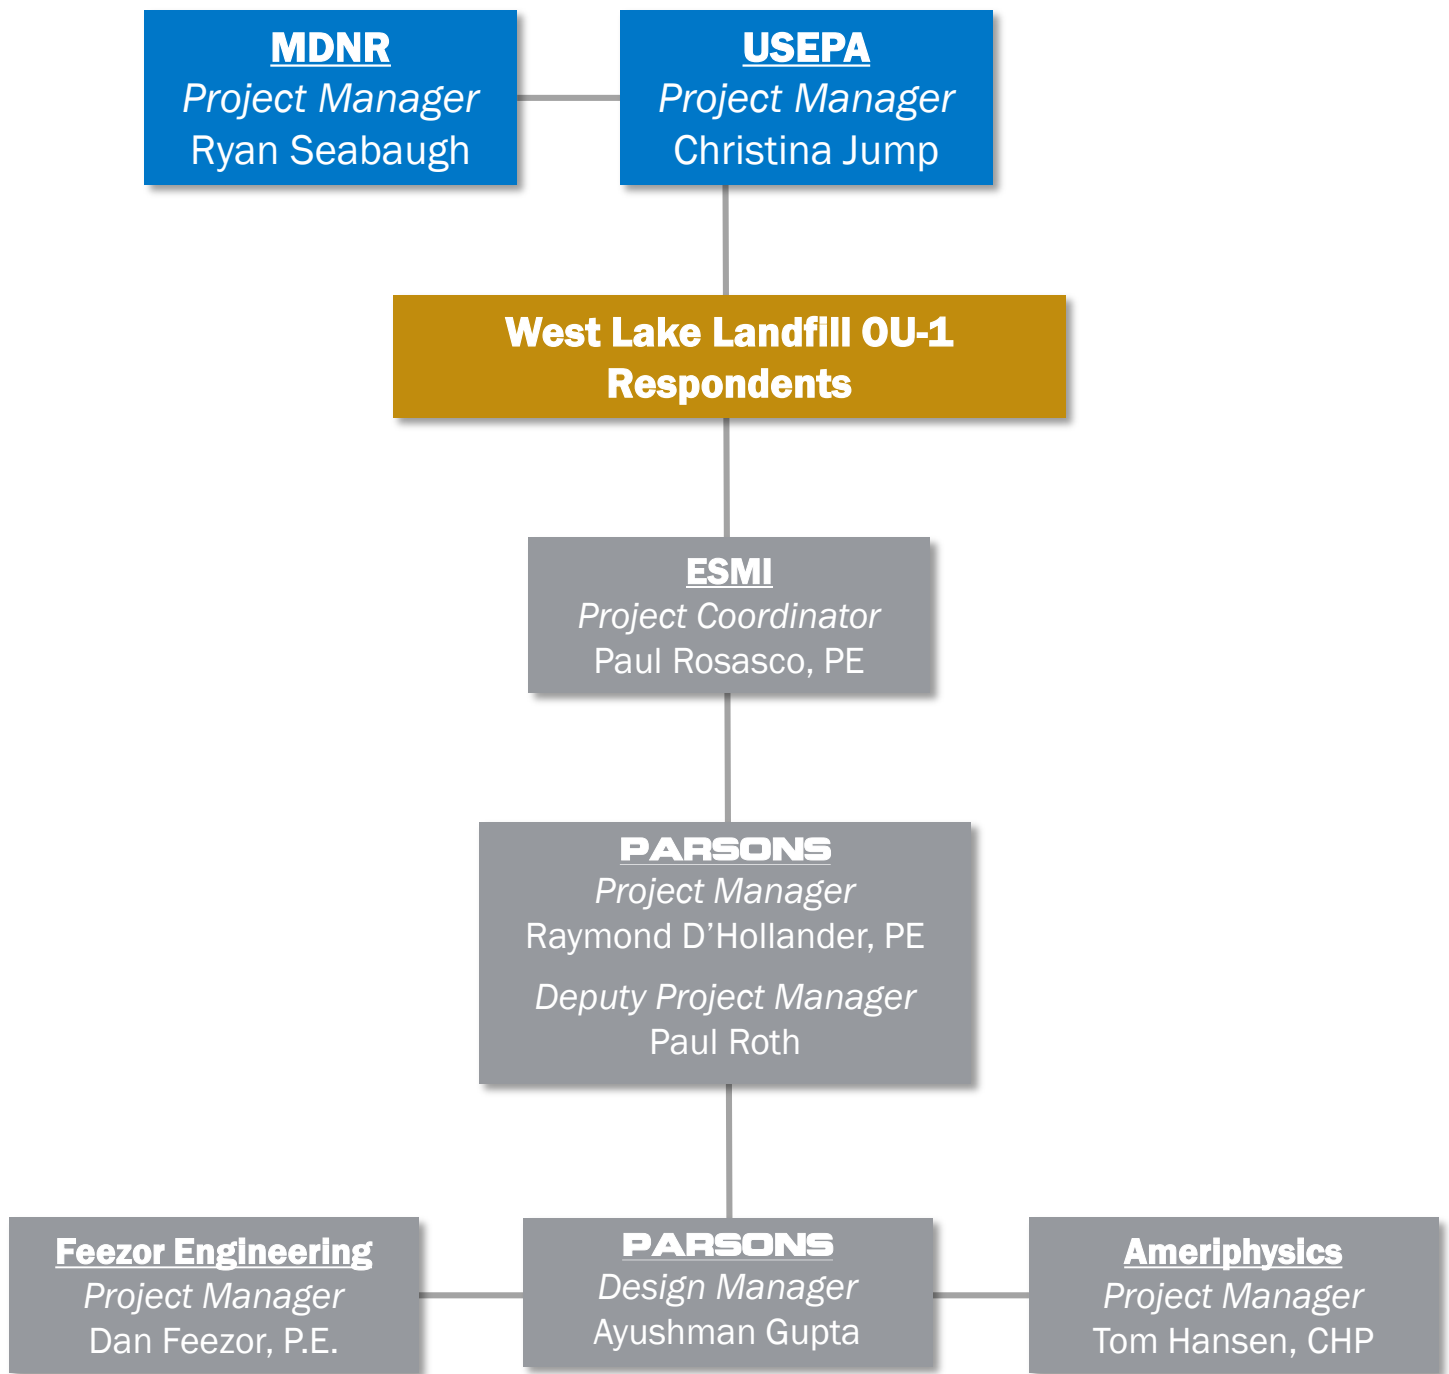 MDNR
Project Manager
Ryan Seabaugh
USEPA
Project Manager
Christina Jump
West Lake Landfill OU-1
Respondents
ESMI
Project Coordinator
Paul Rosasco, PE
PARSONS
Project Manager
Raymond D’Hollander, PE
Deputy Project Manager
Paul Roth
Feezor Engineering
Project Manager
Dan Feezor, P.E.
PARSONS
Design Manager
Ayushman Gupta
Ameriphysics
Project Manager
Tom Hansen, CHP